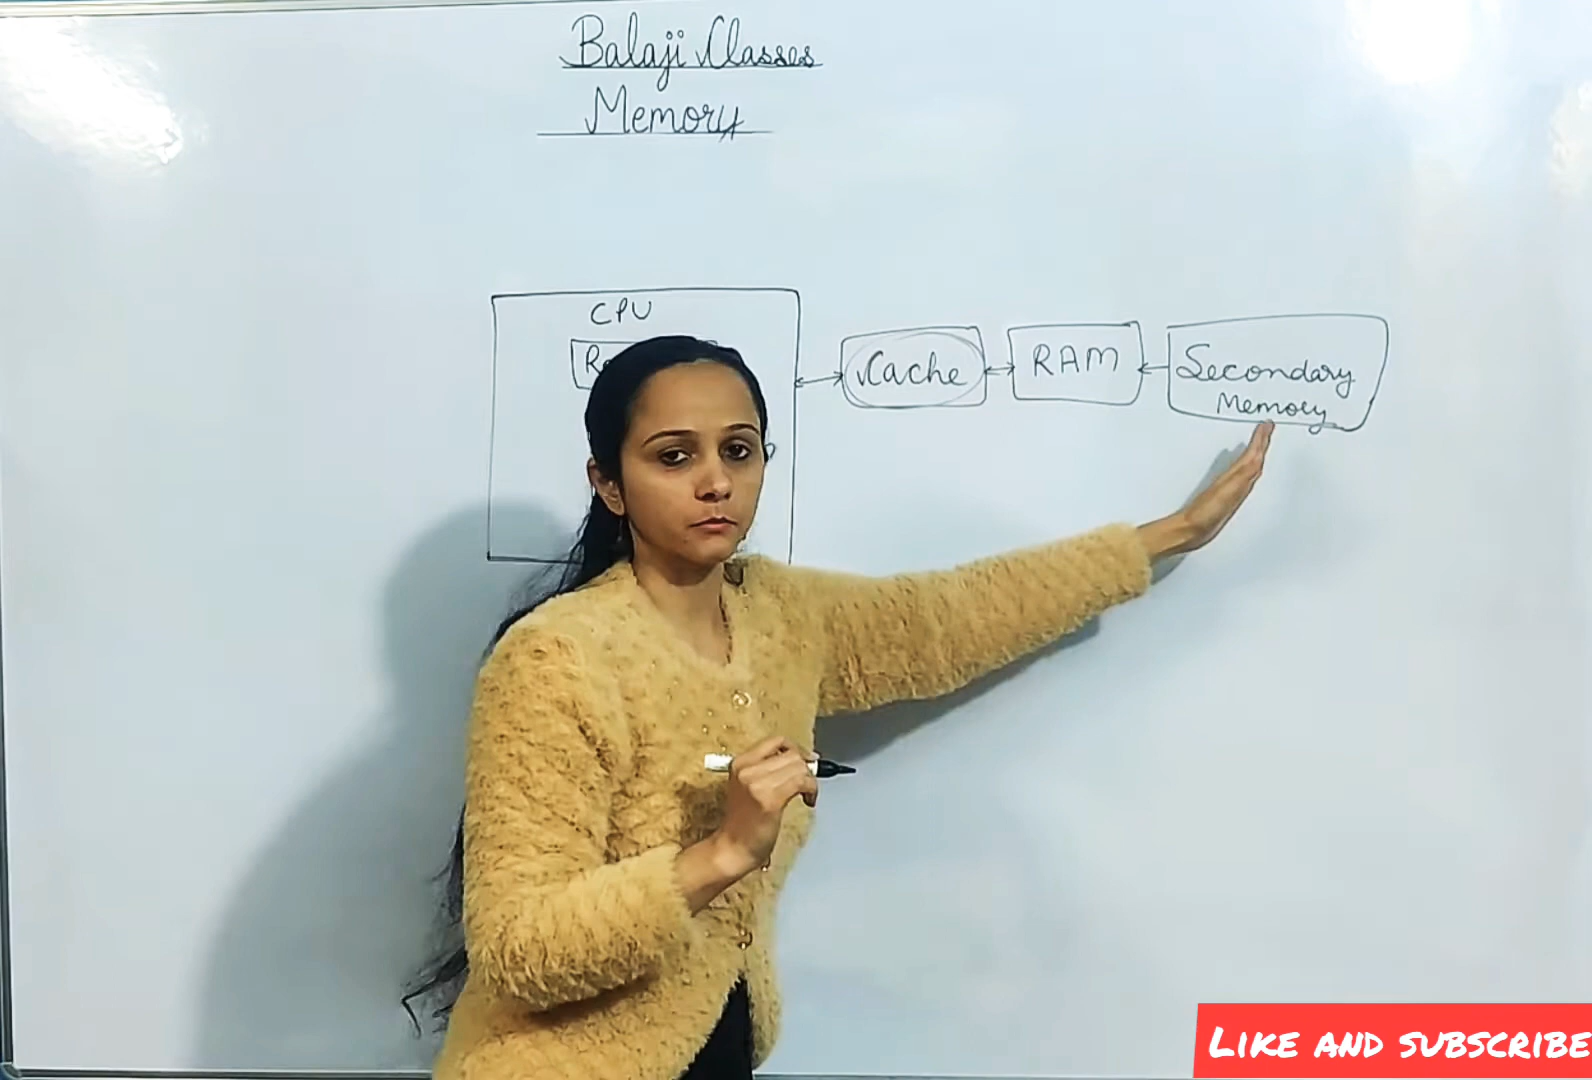 Balaji Classes
Memory
CPU
Cache
RAM
Secondary
Memory
LIKE AND SUBSCRIBE